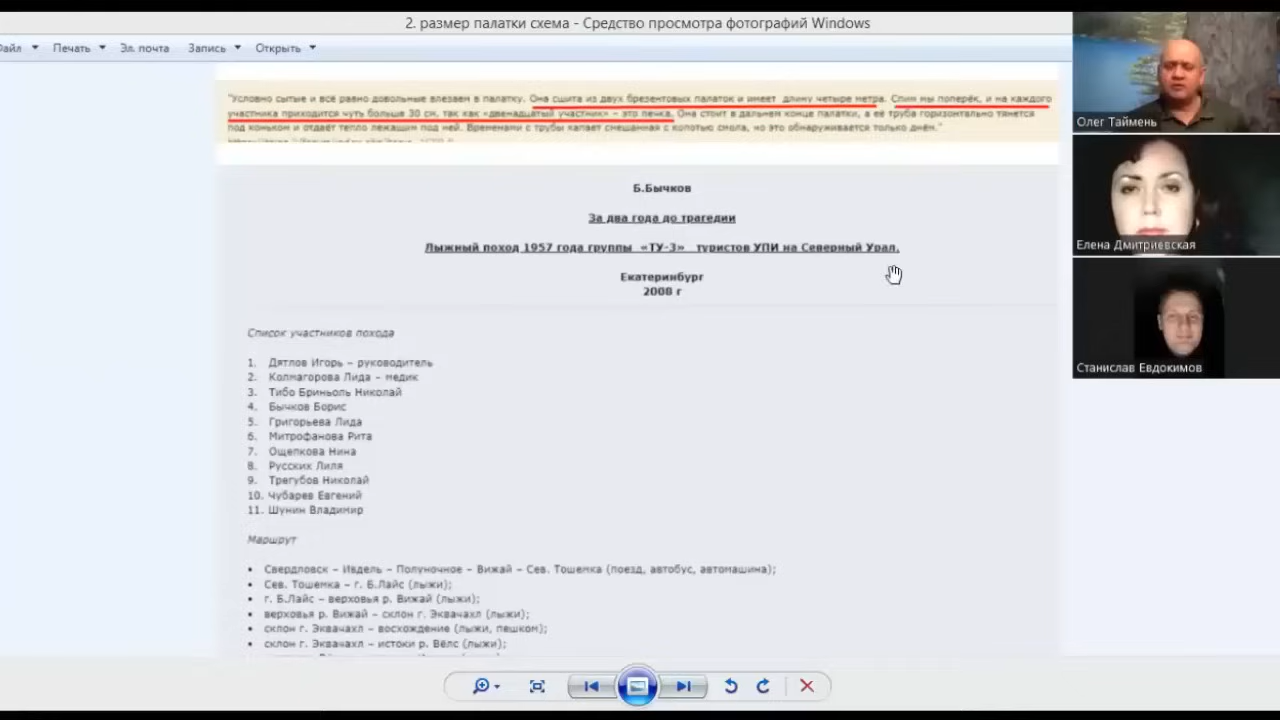 2. размер палатки схема - Средство просмотра фотографий Windows
Файл Печать Эл. почта Запись Открыть
"Условно сытые и всё равно довольные влезаем в палатку. Она сшита из двух брезентовых палаток и имеет длину четыре метра. Спим мы поперёк, и на каждого
участника приходится чуть больше 30 см, так как «двенадцатый участник» – это печка. Она стоит в дальнем конце палатки, а её труба горизонтально тянется
под коньком и отдаёт тепло лежащим под ней. Временами с трубы капает смешанная с копотью смола, но это обнаруживается только днём."
Б.Бычков
За два года до трагедии
Лыжный поход 1957 года группы «ТУ-3» туристов УПИ на Северный Урал.
Екатеринбург
2008 г
Список участников похода
1. Дятлов Игорь – руководитель
2. Колмагорова Лида – медик
3. Тибо Бриньоль Николай
4. Бычков Борис
5. Григорьева Лида
6. Митрофанова Рита
7. Ощепкова Нина
8. Русских Лиля
9. Трегубов Николай
10. Чубарев Евгений
11. Шунин Владимир
Маршрут
• Свердловск – Ивдель – Полуночное – Вижай – Сев. Тошемка (поезд, автобус, автомашина);
• Сев. Тошемка – г. Б.Лайс (лыжи);
• г. Б.Лайс – верховья р. Вижай (лыжи);
• верховья р. Вижай – склон г. Эквачахл (лыжи);
• склон г. Эквачахл – восхождение (лыжи, пешком);
• склон г. Эквачахл – истоки р. Вёлс (лыжи);
Олег Таймень
Елена Дмитриевская
Станислав Евдокимов